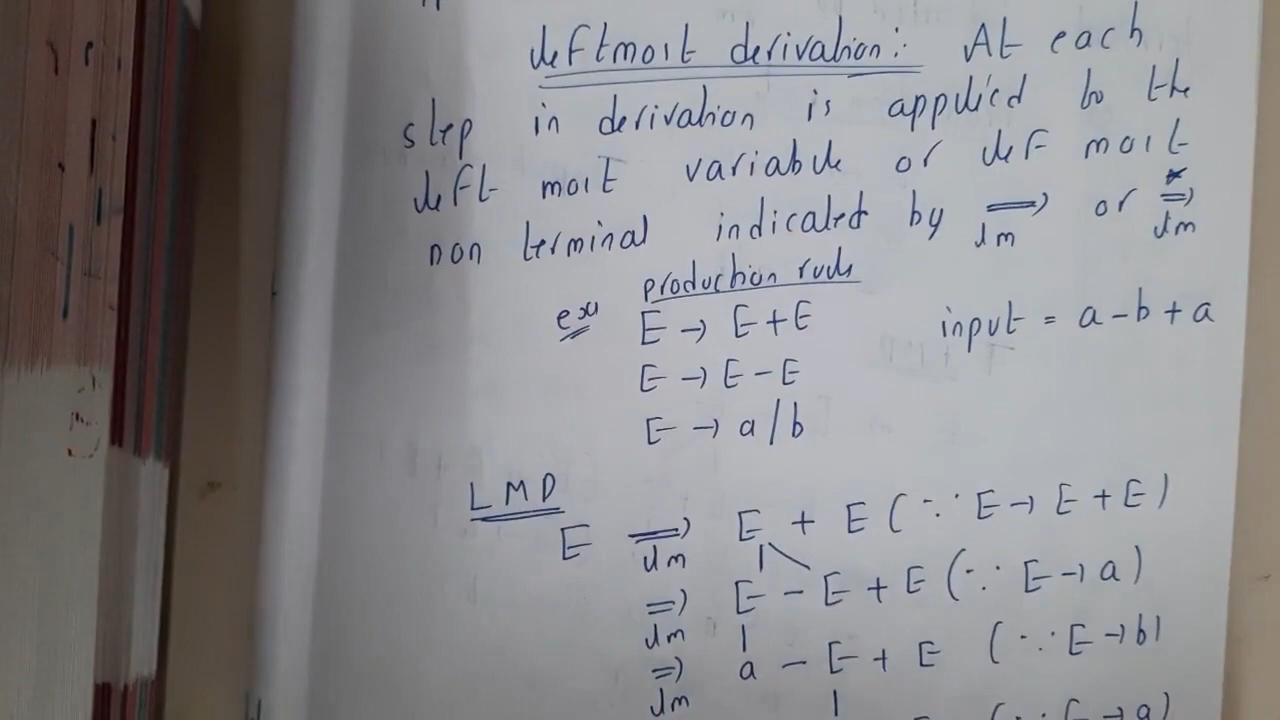 Leftmost derivation: At each
step in derivation is applied to the
left most variable or lef most
non terminal indicated by => lm or *=> lm
production rule
ex E → E+E input = a-b+a
E → E-E
E → a/b
LMD
E => lm E + E (∵ E → E + E)
=> lm E - E + E (∵ E → a)
=> lm a - E + E (∵ E → b)
=> lm